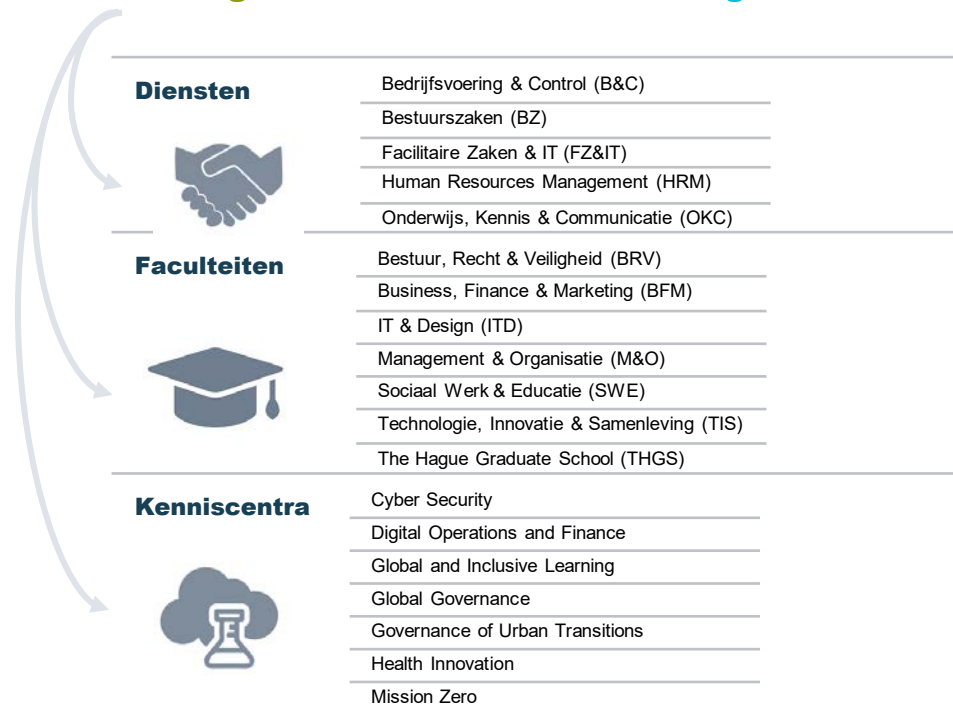 Diensten
Bedrijfsvoering & Control (B&C)
Bestuurszaken (BZ)
Facilitaire Zaken & IT (FZ&IT)
Human Resources Management (HRM)
Onderwijs, Kennis & Communicatie (OKC)
Faculteiten
Bestuur, Recht & Veiligheid (BRV)
Business, Finance & Marketing (BFM)
IT & Design (ITD)
Management & Organisatie (M&O)
Sociaal Werk & Educatie (SWE)
Technologie, Innovatie & Samenleving (TIS)
The Hague Graduate School (THGS)
Kenniscentra
Cyber Security
Digital Operations and Finance
Global and Inclusive Learning
Global Governance
Governance of Urban Transitions
Health Innovation
Mission Zero